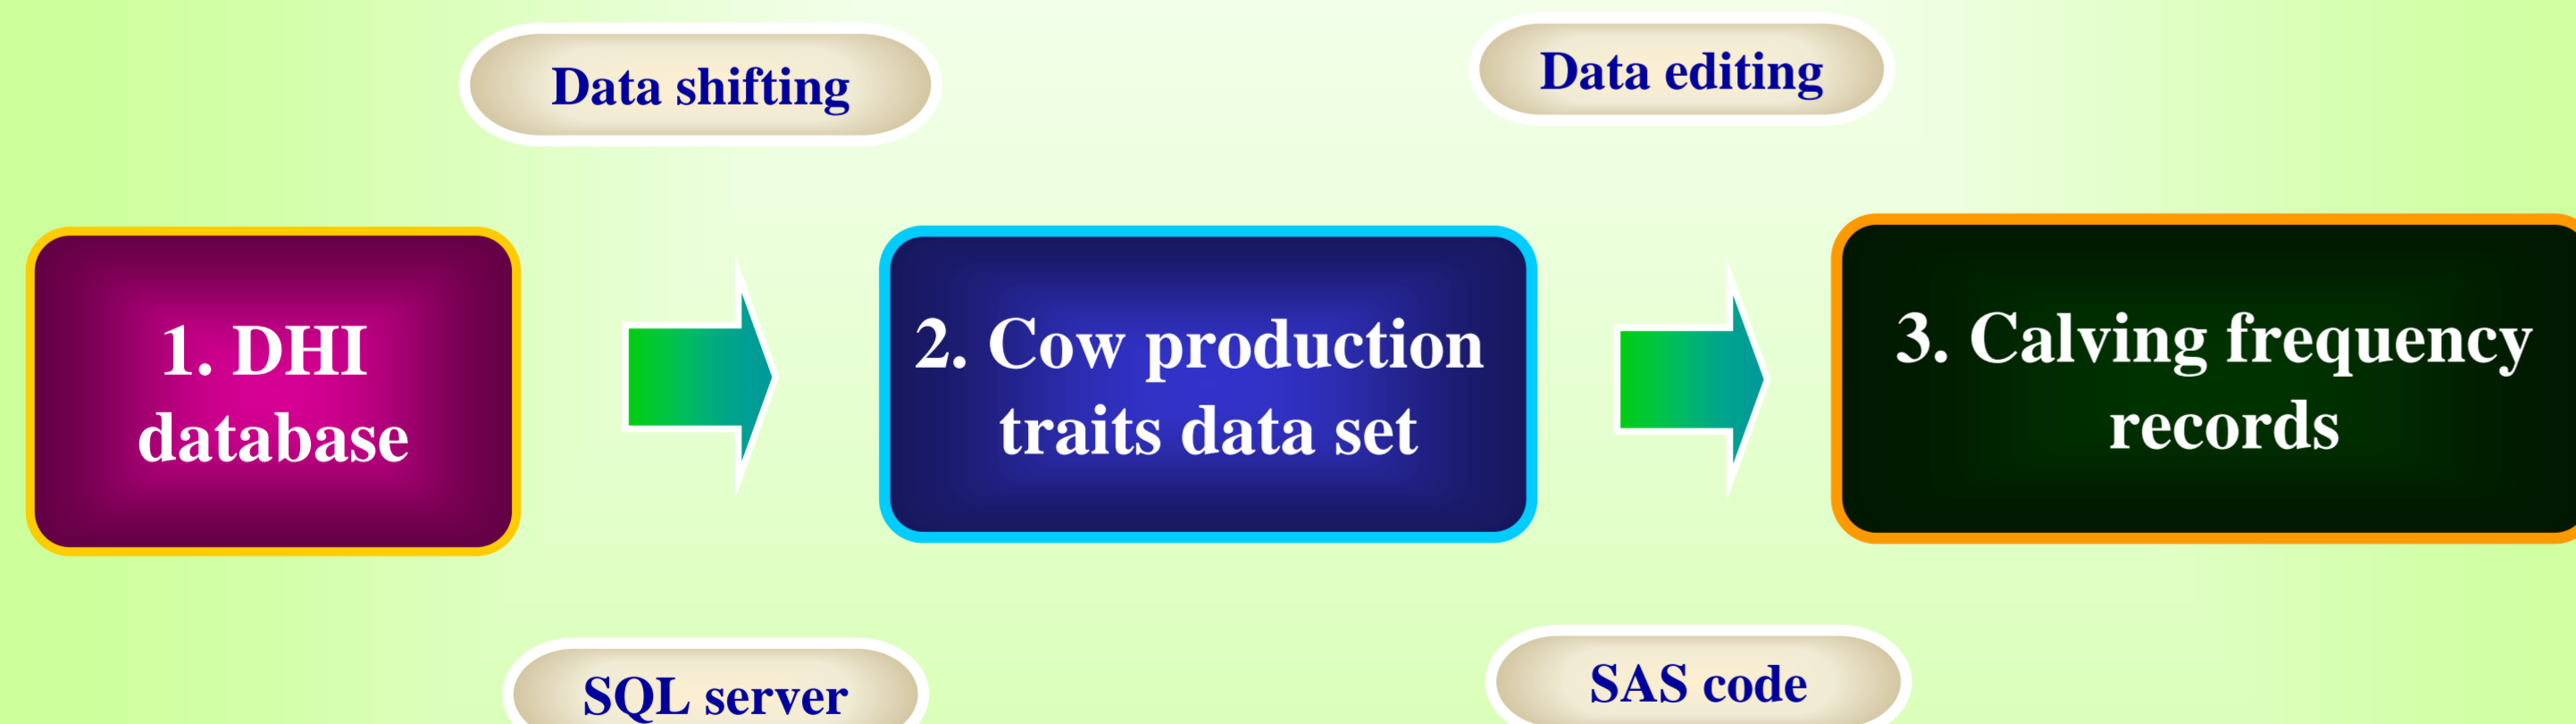 Data shifting
Data editing
1. DHI
database
2. Cow production
traits data set
3. Calving frequency
records
SQL server
SAS code